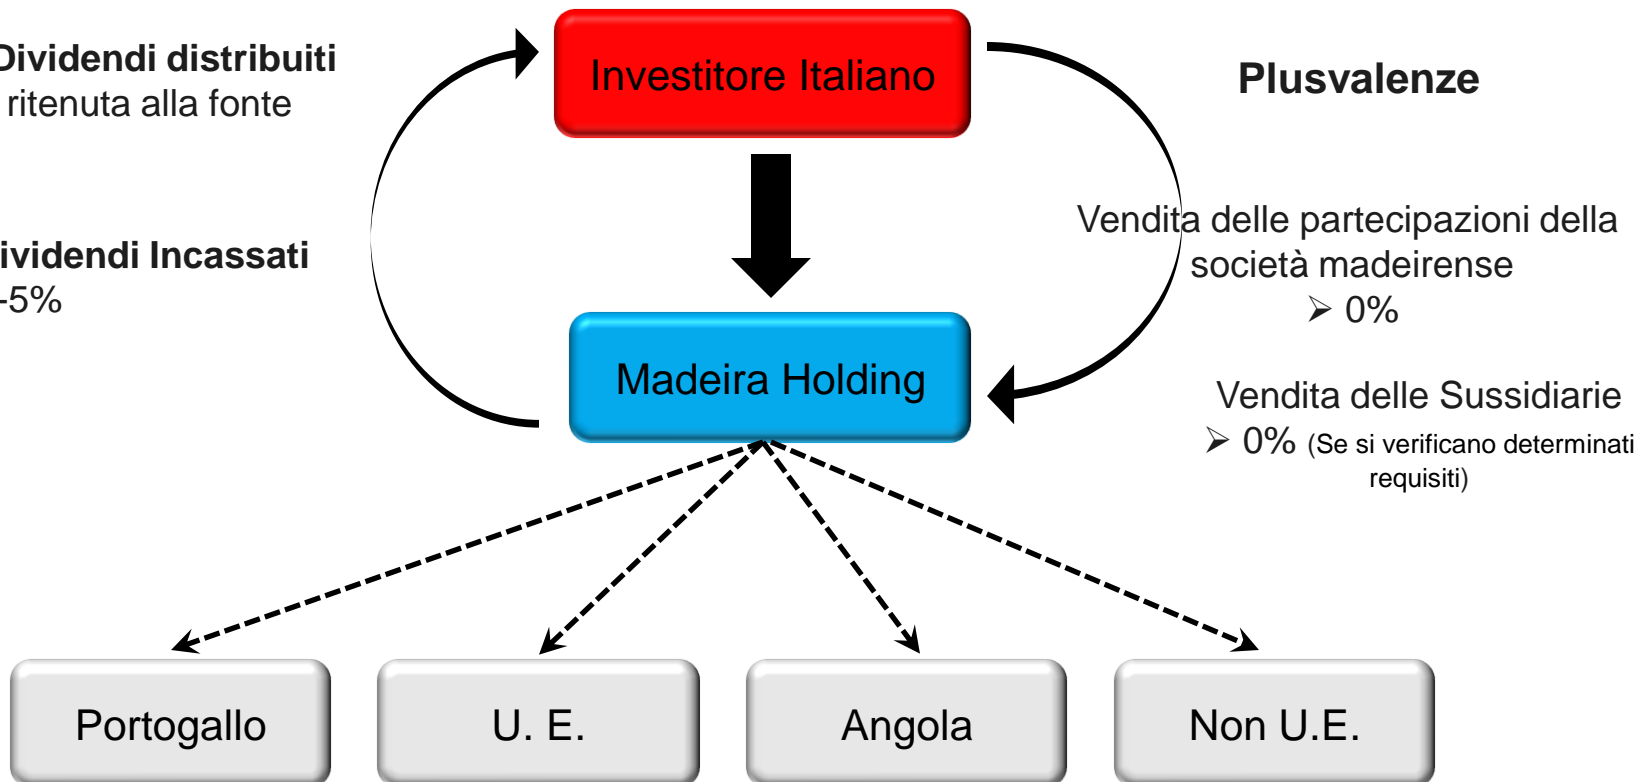 Dividendi distribuiti
ritenuta alla fonte
Investitore Italiano
Plusvalenze
Vendita delle partecipazioni della
società madeirense
➢ 0%
ividendi Incassati
-5%
Madeira Holding
Vendita delle Sussidiarie
➢ 0% (Se si verificano determinati
requisiti)
Portogallo
U. E.
Angola
Non U.E.